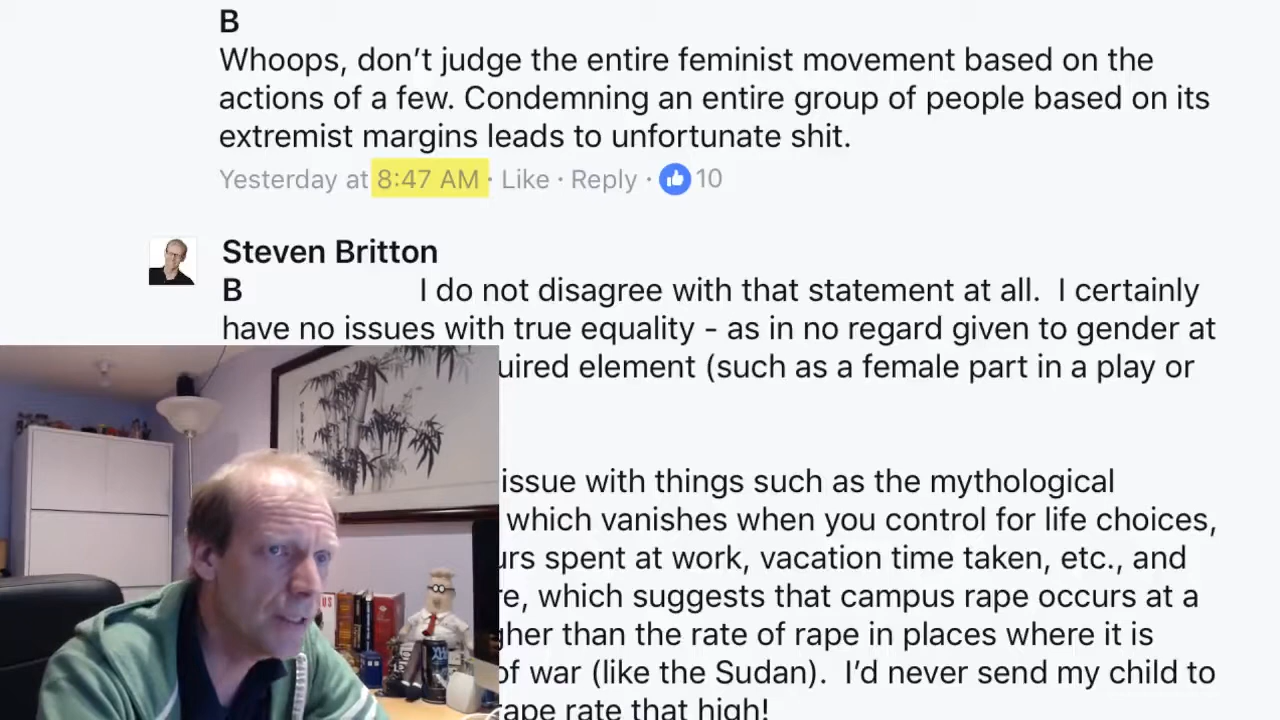 B
Whoops, don’t judge the entire feminist movement based on the
actions of a few. Condemning an entire group of people based on its
extremist margins leads to unfortunate shit.
Yesterday at 8:47 AM · Like · Reply · 10
Steven Britton
B I do not disagree with that statement at all. I certainly
have no issues with true equality - as in no regard given to gender at
uired element (such as a female part in a play or
issue with things such as the mythological
which vanishes when you control for life choices,
urs spent at work, vacation time taken, etc., and
re, which suggests that campus rape occurs at a
gher than the rate of rape in places where it is
of war (like the Sudan). I’d never send my child to
rape rate that high!